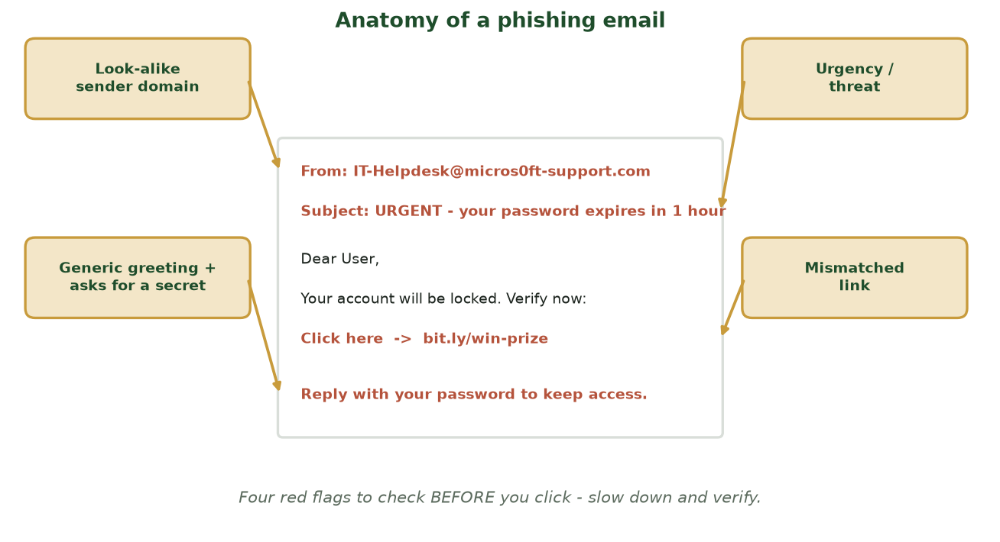 Anatomy of a phishing email
Look-alike
sender domain
Urgency /
threat
From: IT-Helpdesk@micros0ft-support.com
Subject: URGENT - your password expires in 1 hour
Generic greeting +
asks for a secret
Dear User,
Your account will be locked. Verify now:
Click here  ->  bit.ly/win-prize
Reply with your password to keep access.
Mismatched
link
Four red flags to check BEFORE you click - slow down and verify.